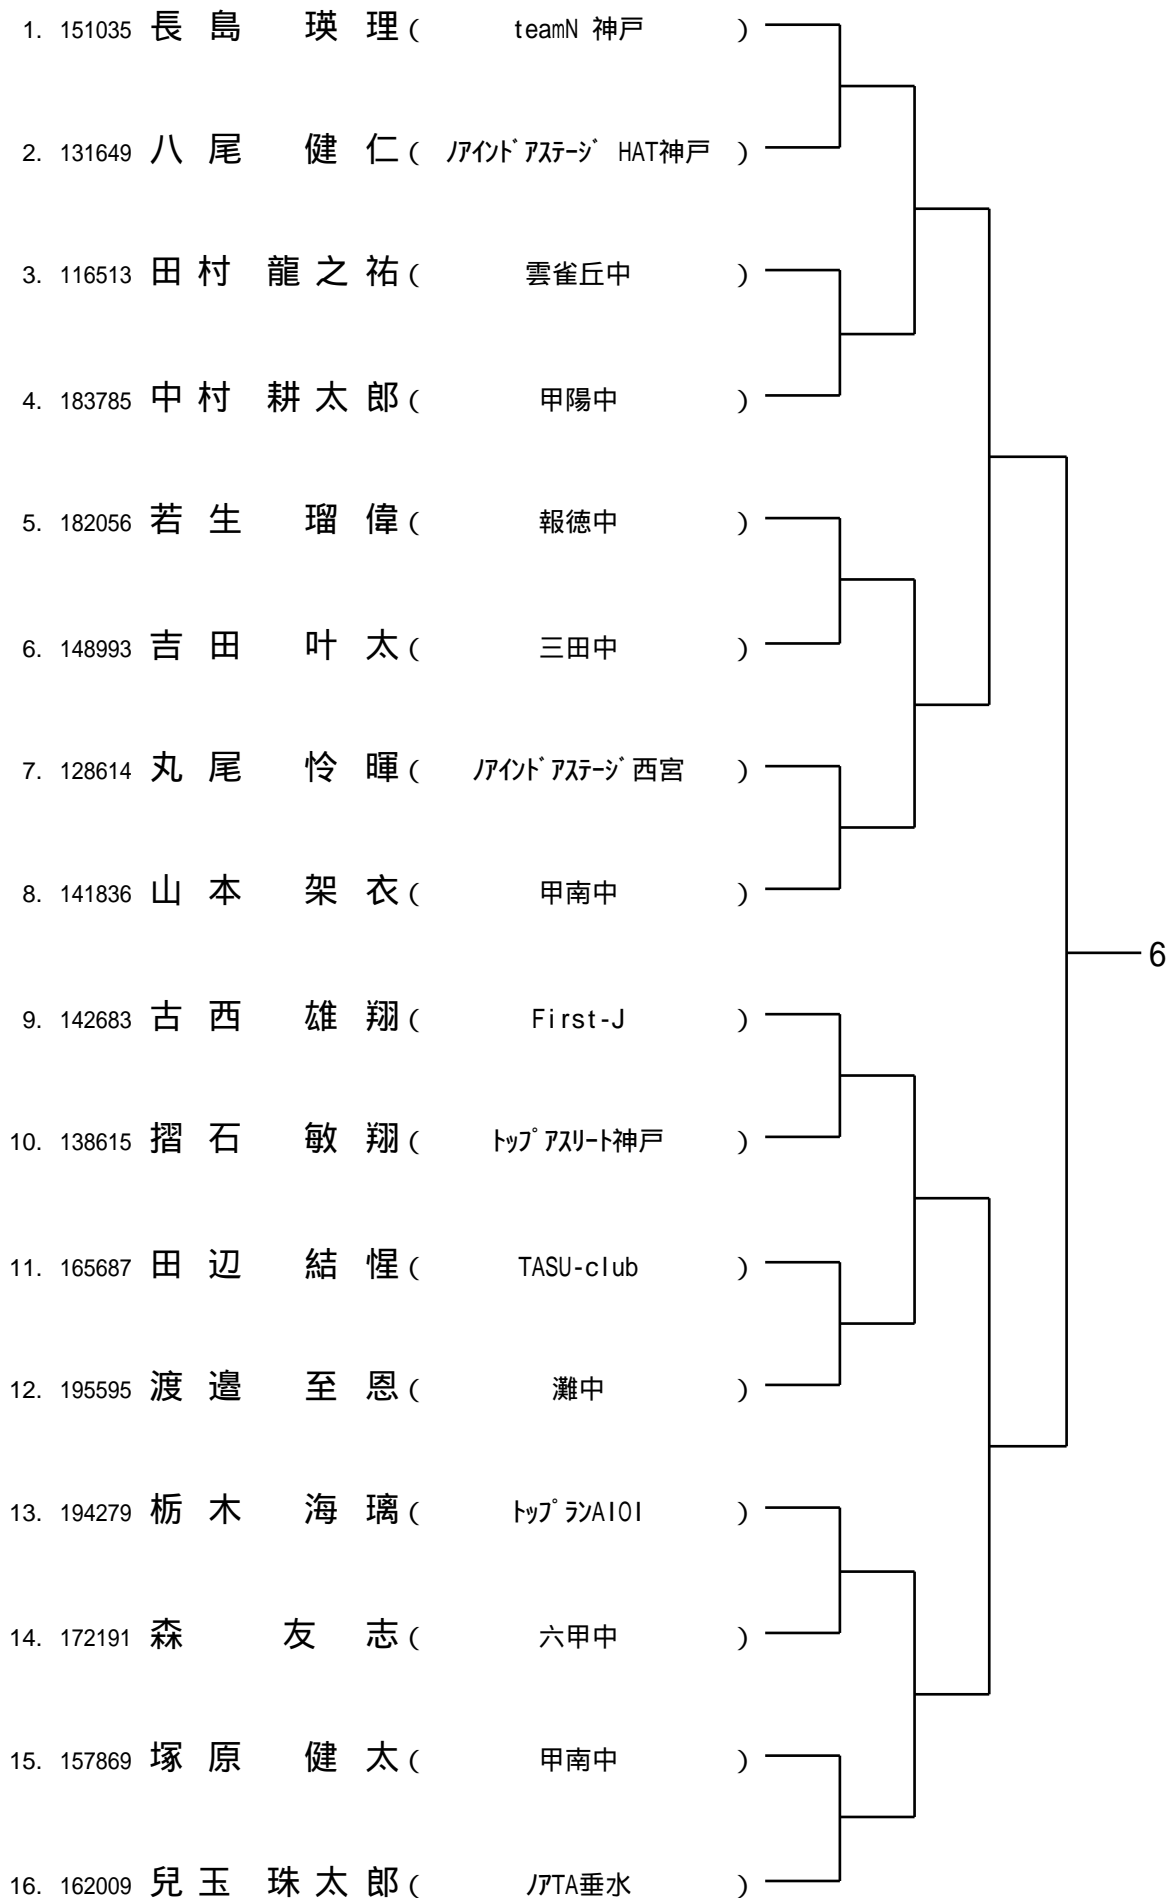 1. 151035 長島 瑛理 ( teamN 神戸 )
2. 131649 八尾 健仁 ( ﾉｱｲﾝﾄﾞｱｽﾃｰｼﾞ HAT神戸 )
3. 116513 田村 龍之祐 ( 雲雀丘中 )
4. 183785 中村 耕太郎 ( 甲陽中 )
5. 182056 若生 瑠偉 ( 報徳中 )
6. 148993 吉田 叶太 ( 三田中 )
7. 128614 丸尾 怜暉 ( ﾉｱｲﾝﾄﾞｱｽﾃｰｼﾞ西宮 )
8. 141836 山本 架衣 ( 甲南中 )
6
9. 142683 古西 雄翔 ( First-J )
10. 138615 摺石 敏翔 ( ﾄｯﾌﾟｱｽﾘｰﾄ神戸 )
11. 165687 田辺 結惺 ( TASU-club )
12. 195595 渡邉 至恩 ( 灘中 )
13. 194279 栃木 海璃 ( ﾄｯﾌﾟﾗﾝAIOI )
14. 172191 森 友志 ( 六甲中 )
15. 157869 塚原 健太 ( 甲南中 )
16. 162009 兒玉 珠太郎 ( ﾉｱTA垂水 )